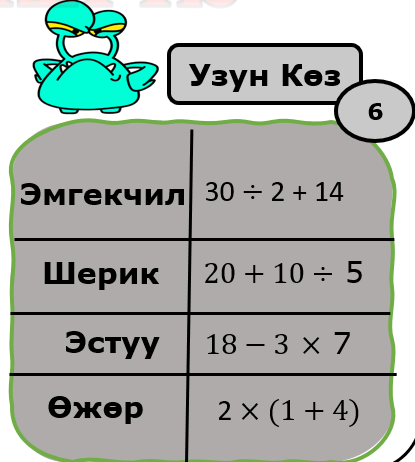 Узун Көз
6
Эмгекчил 30 ÷ 2 + 14
Шерик 20 + 10 ÷ 5
Эстуу 18 − 3 × 7
Өжөр 2 × (1 + 4)